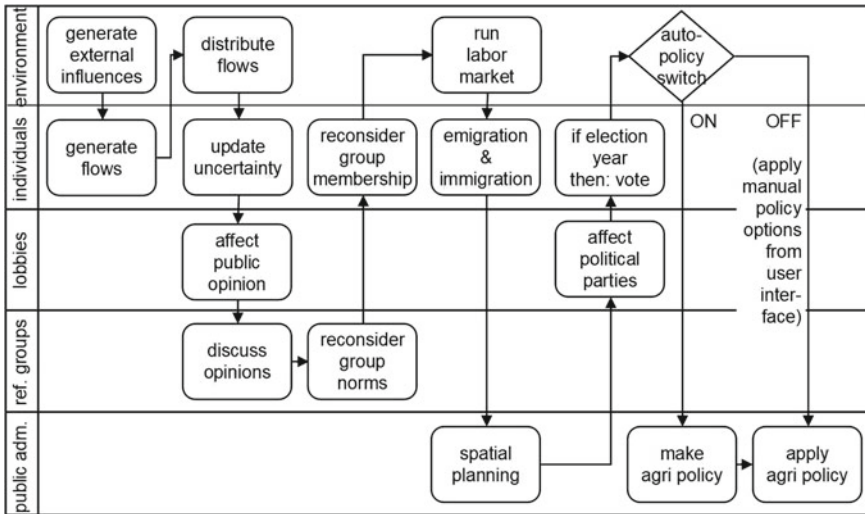 environment
generate
external
influences
distribute
flows
run
labor
market
auto-
policy
switch
individuals
generate
flows
update
uncertainty
reconsider
group
membership
emigration
&
immigration
if election
year
then: vote
ON
OFF
(apply
manual
policy
options
from
user
inter-
face)
lobbies
affect
public
opinion
affect
political
parties
ref. groups
discuss
opinions
reconsider
group
norms
public adm.
spatial
planning
make
agri policy
apply
agri policy